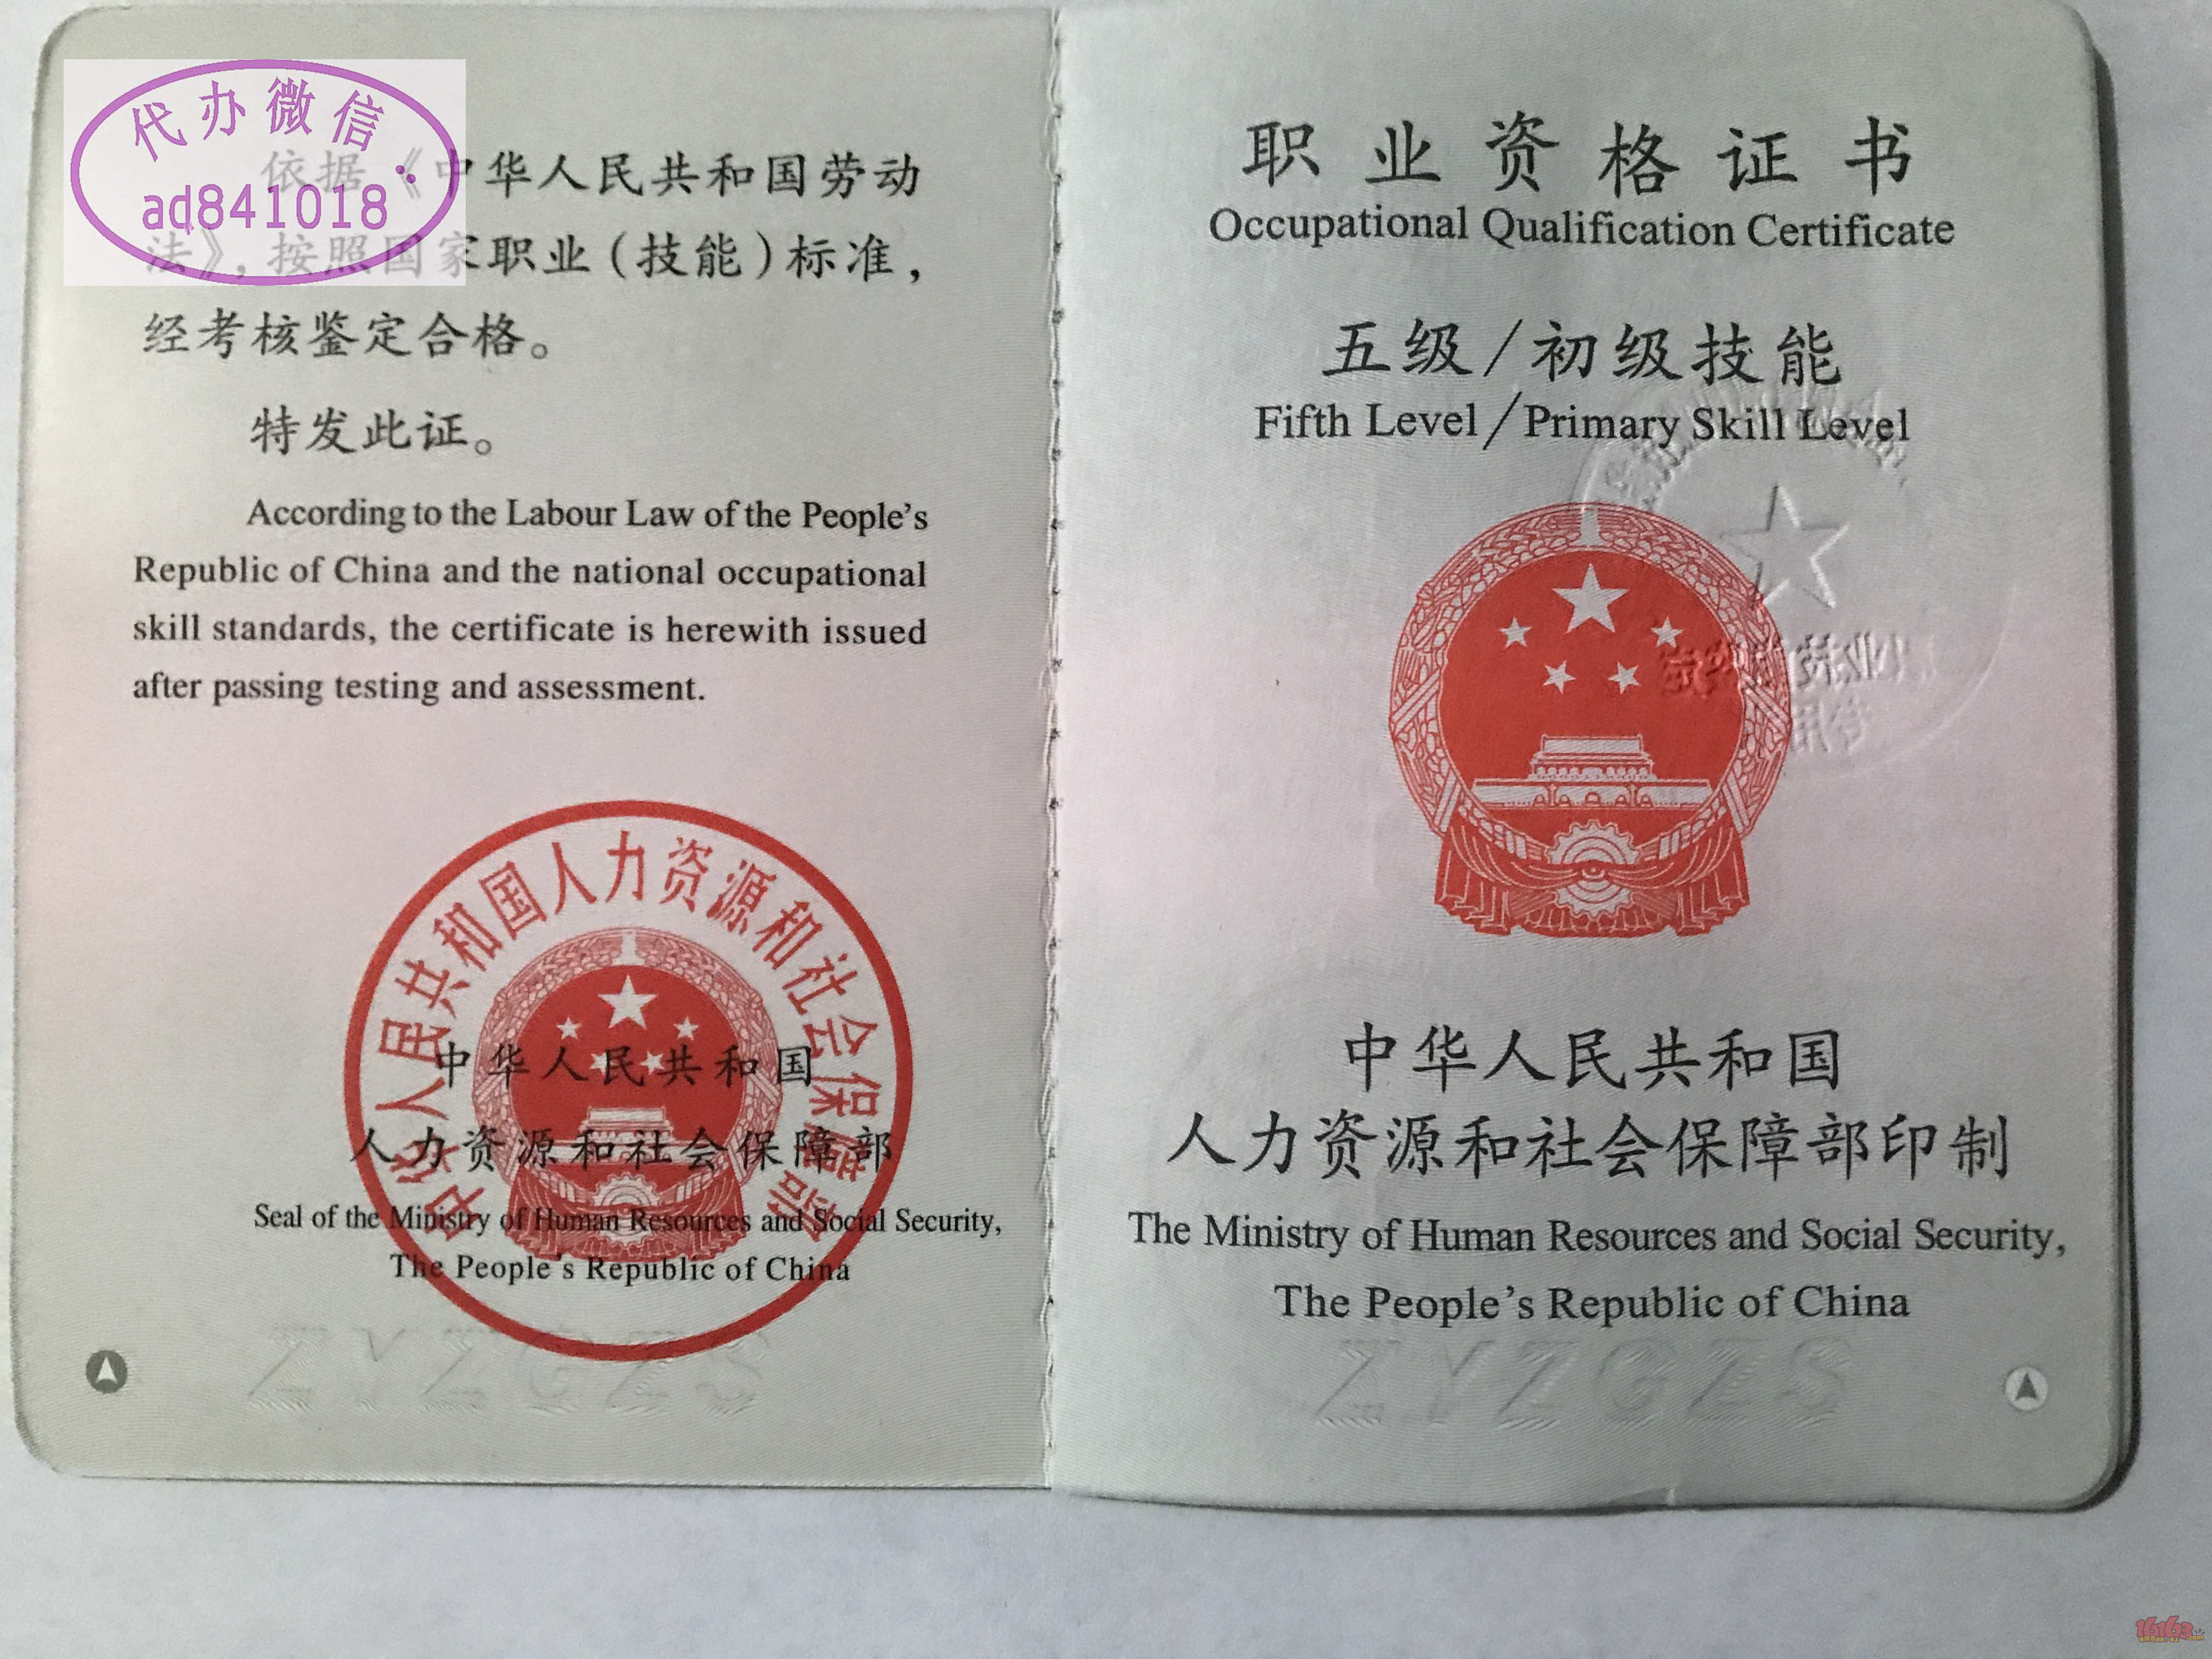 代办微信:
ad841018
依据《中华人民共和国劳动
法》,按照国家职业(技能)标准,
经考核鉴定合格。
特发此证。
According to the Labour Law of the People's
Republic of China and the national occupational
skill standards, the certificate is herewith issued
after passing testing and assessment.
中华人民共和国人力资源和社会保障部
中华人民共和国
人力资源和社会保障部
Seal of the Ministry of Human Resources and Social Security,
The People's Republic of China
ZYZGZS
职业资格证书
Occupational Qualification Certificate
五级/初级技能
Fifth Level/Primary Skill Level
中华人民共和国
人力资源和社会保障部印制
The Ministry of Human Resources and Social Security,
The People's Republic of China
ZYZGZS
16163.com